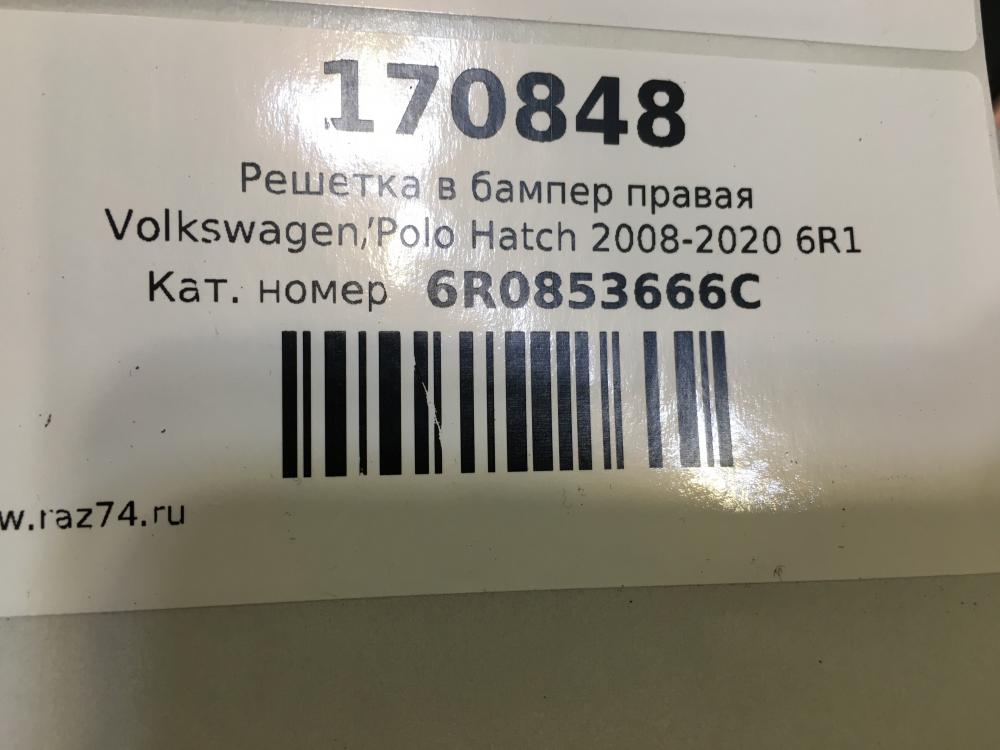 170848
Решетка в бампер правая
Volkswagen,Polo Hatch 2008-2020 6R1
Кат. номер 6R0853666C
w.raz74.ru